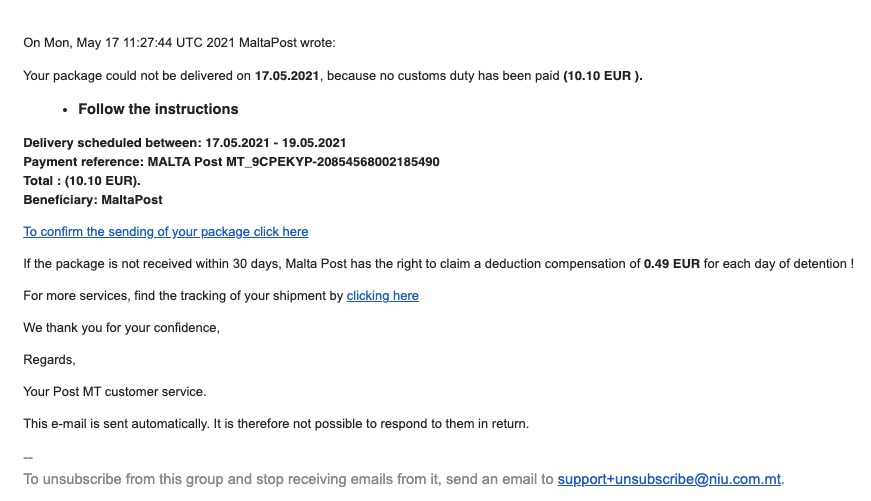 On Mon, May 17 11:27:44 UTC 2021 MaltaPost wrote:
Your package could not be delivered on 17.05.2021, because no customs duty has been paid (10.10 EUR ).
• Follow the instructions
Delivery scheduled between: 17.05.2021 - 19.05.2021
Payment reference: MALTA Post MT_9CPEKYP-20854568002185490
Total : (10.10 EUR).
Beneficiary: MaltaPost
To confirm the sending of your package click here
If the package is not received within 30 days, Malta Post has the right to claim a deduction compensation of 0.49 EUR for each day of detention !
For more services, find the tracking of your shipment by clicking here
We thank you for your confidence,
Regards,
Your Post MT customer service.
This e-mail is sent automatically. It is therefore not possible to respond to them in return.
--
To unsubscribe from this group and stop receiving emails from it, send an email to support+unsubscribe@niu.com.mt.